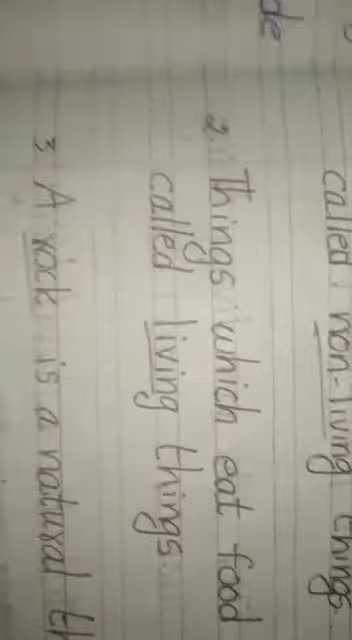 de
called non-living things.
2. Things which eat food
called living things.
3 A rock is a natural